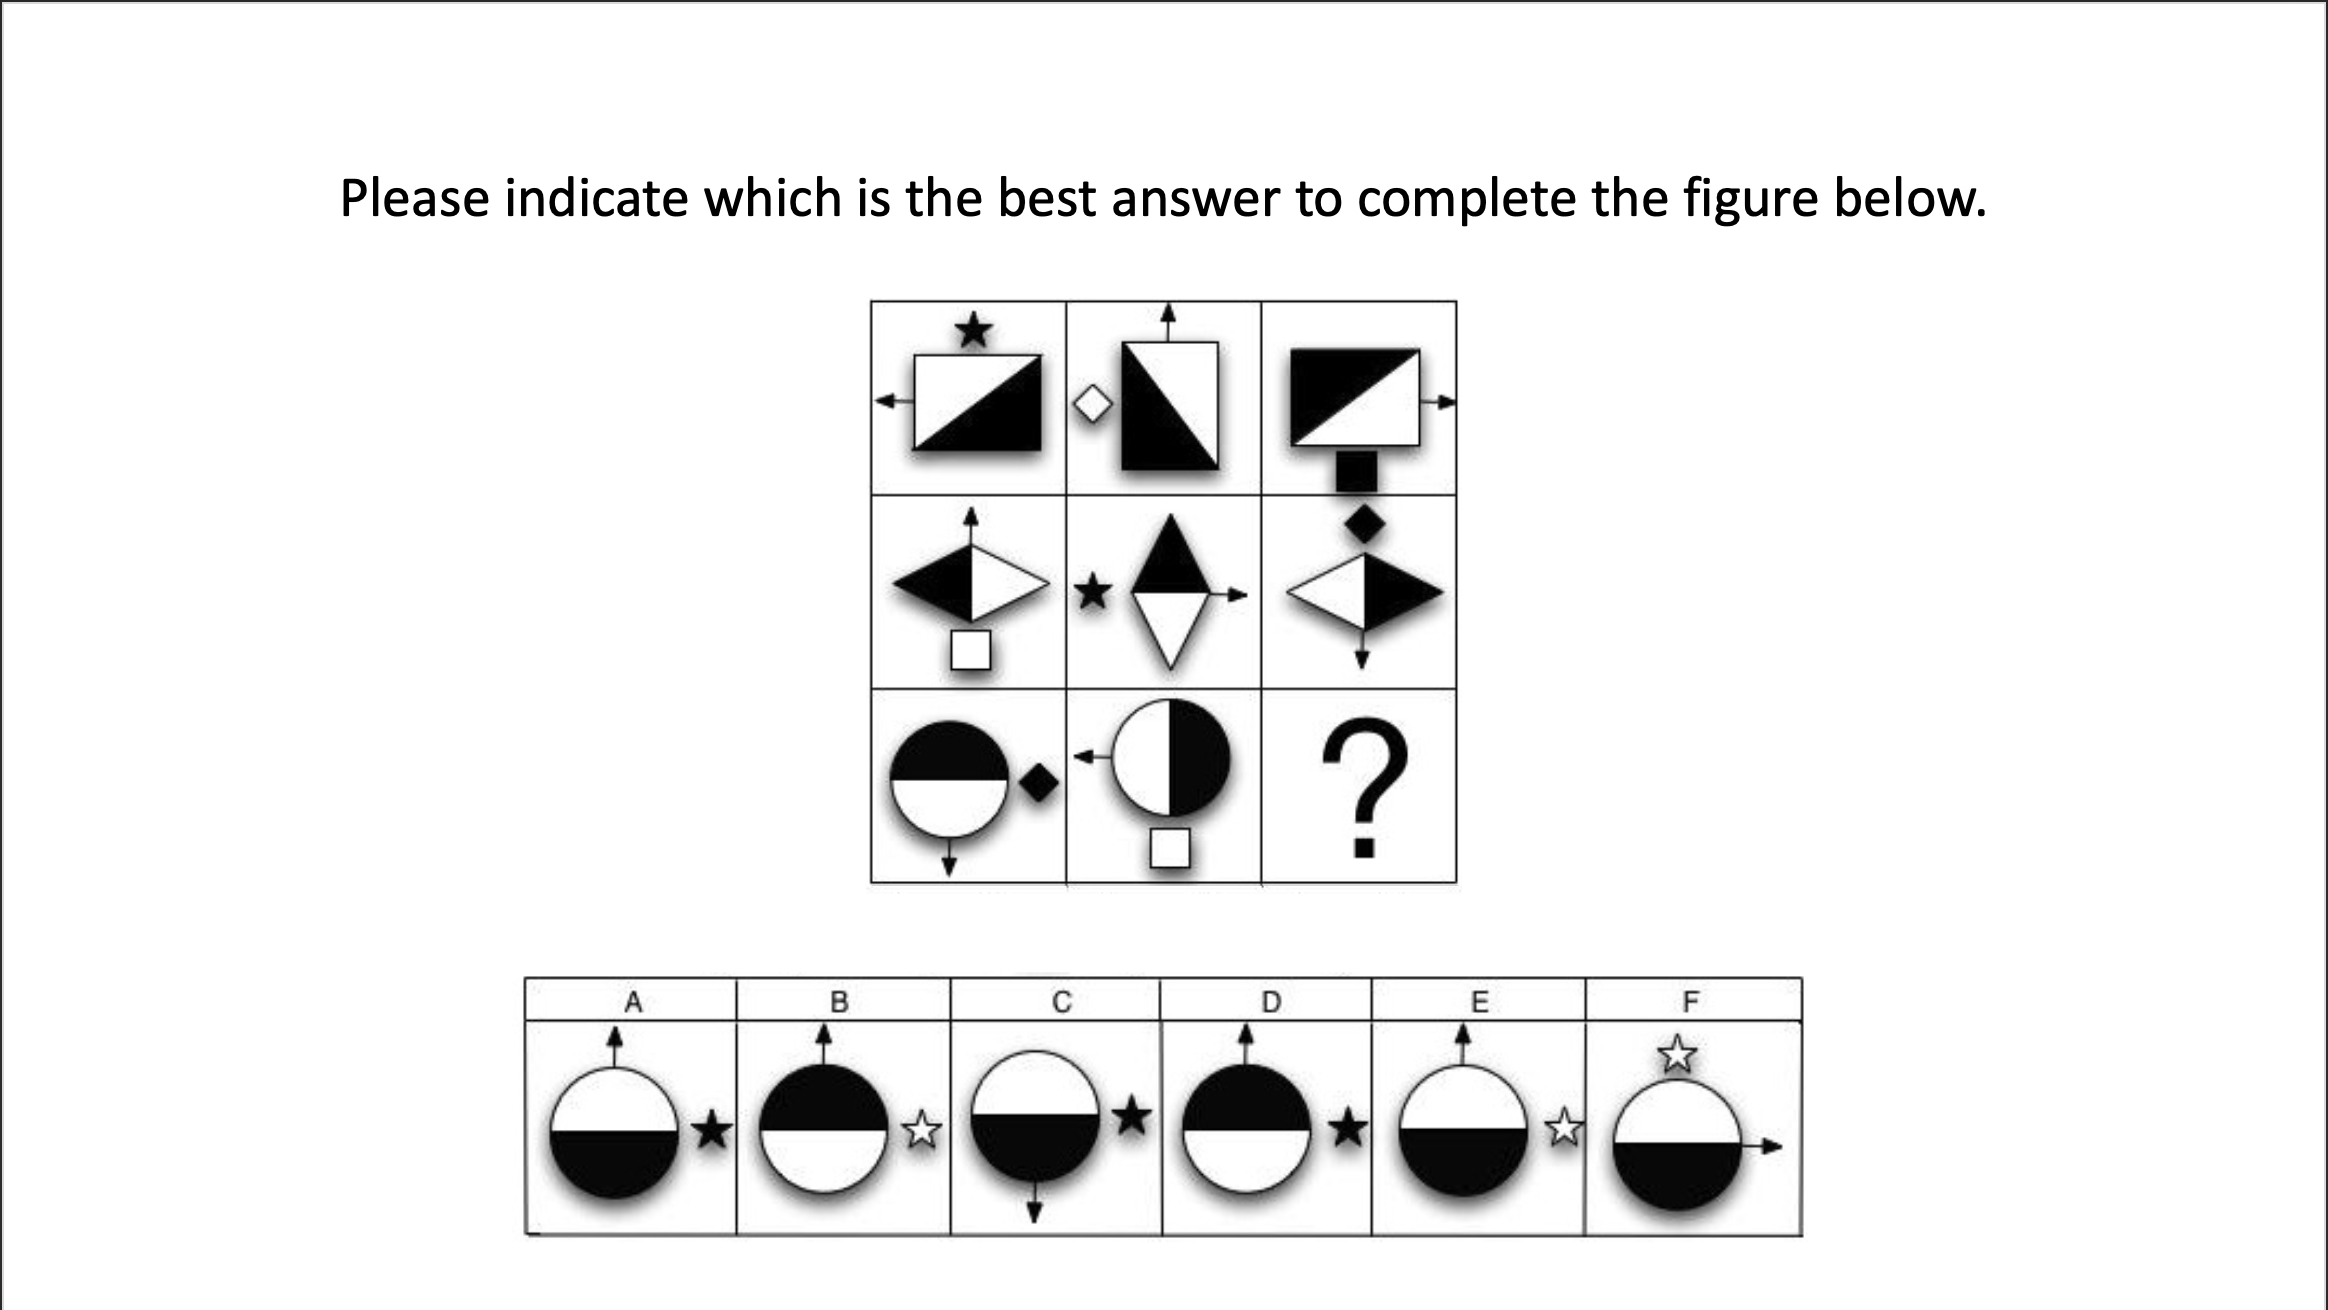 Please indicate which is the best answer to complete the figure below.
?
A B C D E F